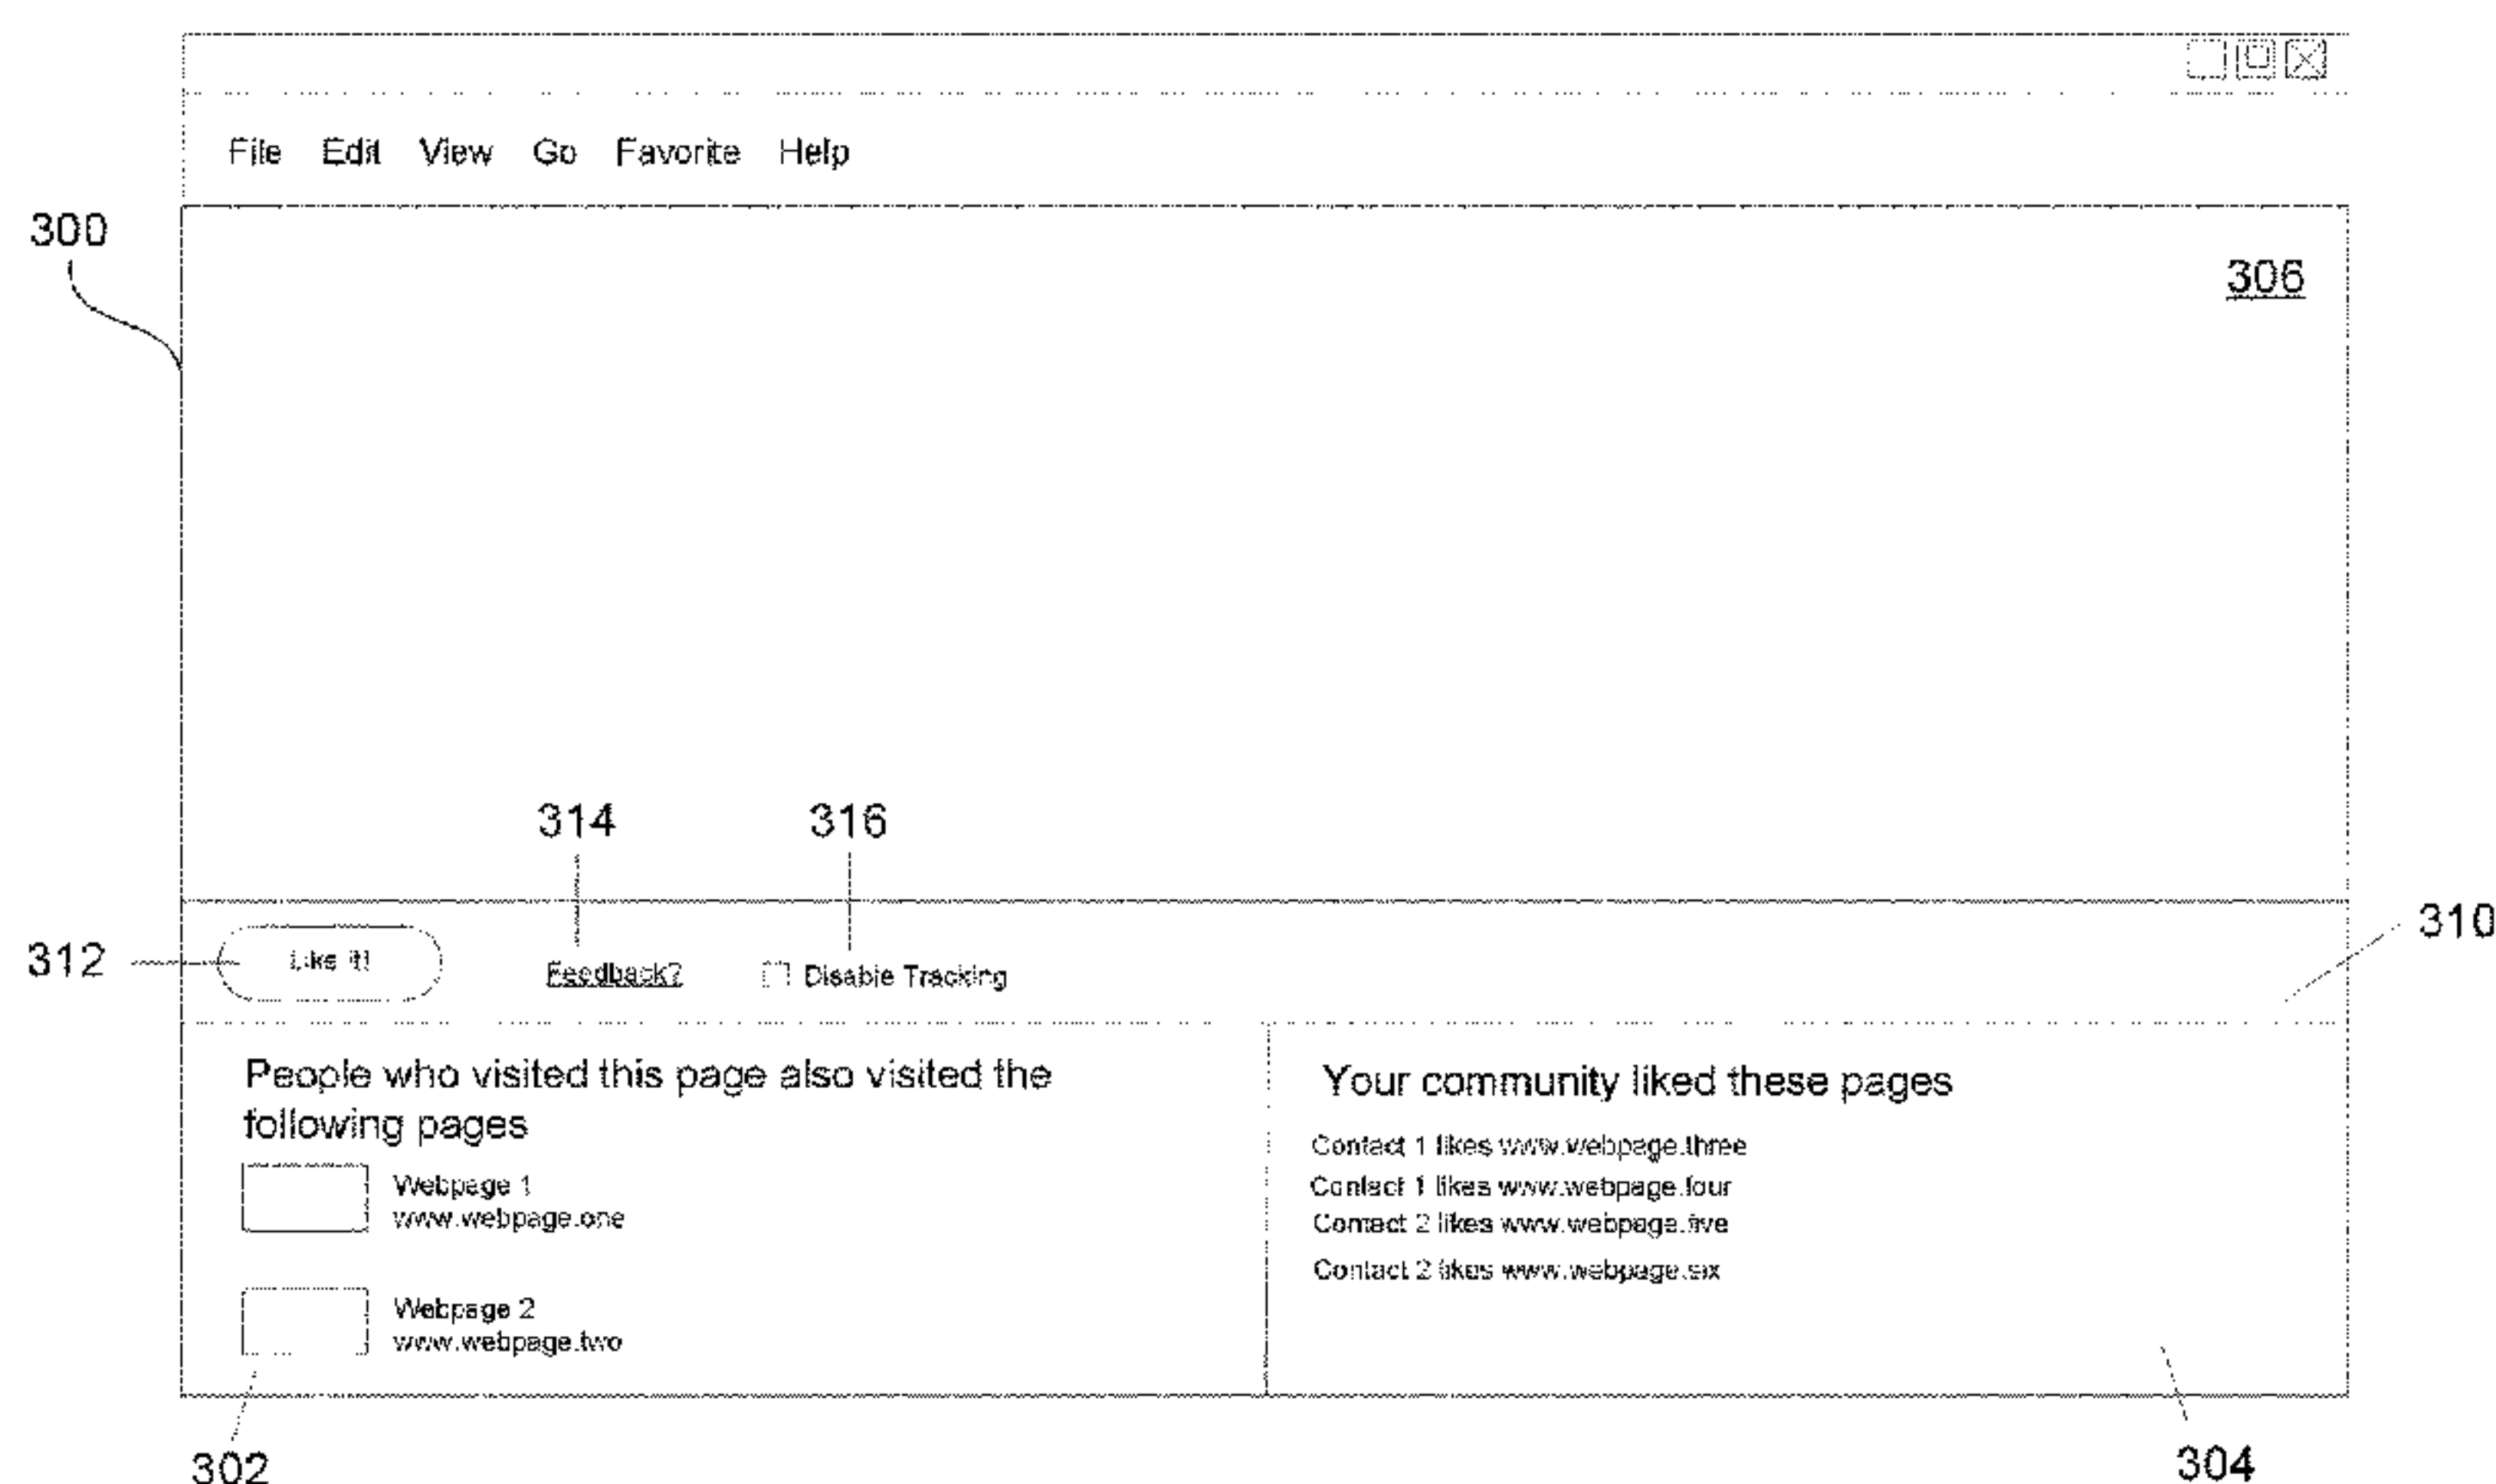 File Edit View Go Favorite Help
300
306
314 316
310
312
Like it!
Feedback? Disable Tracking
People who visited this page also visited the
following pages
Webpage 1
www.webpage.one
Webpage 2
www.webpage.two
Your community liked these pages
Contact 1 likes www.webpage.three
Contact 1 likes www.webpage.four
Contact 2 likes www.webpage.five
Contact 2 likes www.webpage.six
302
304